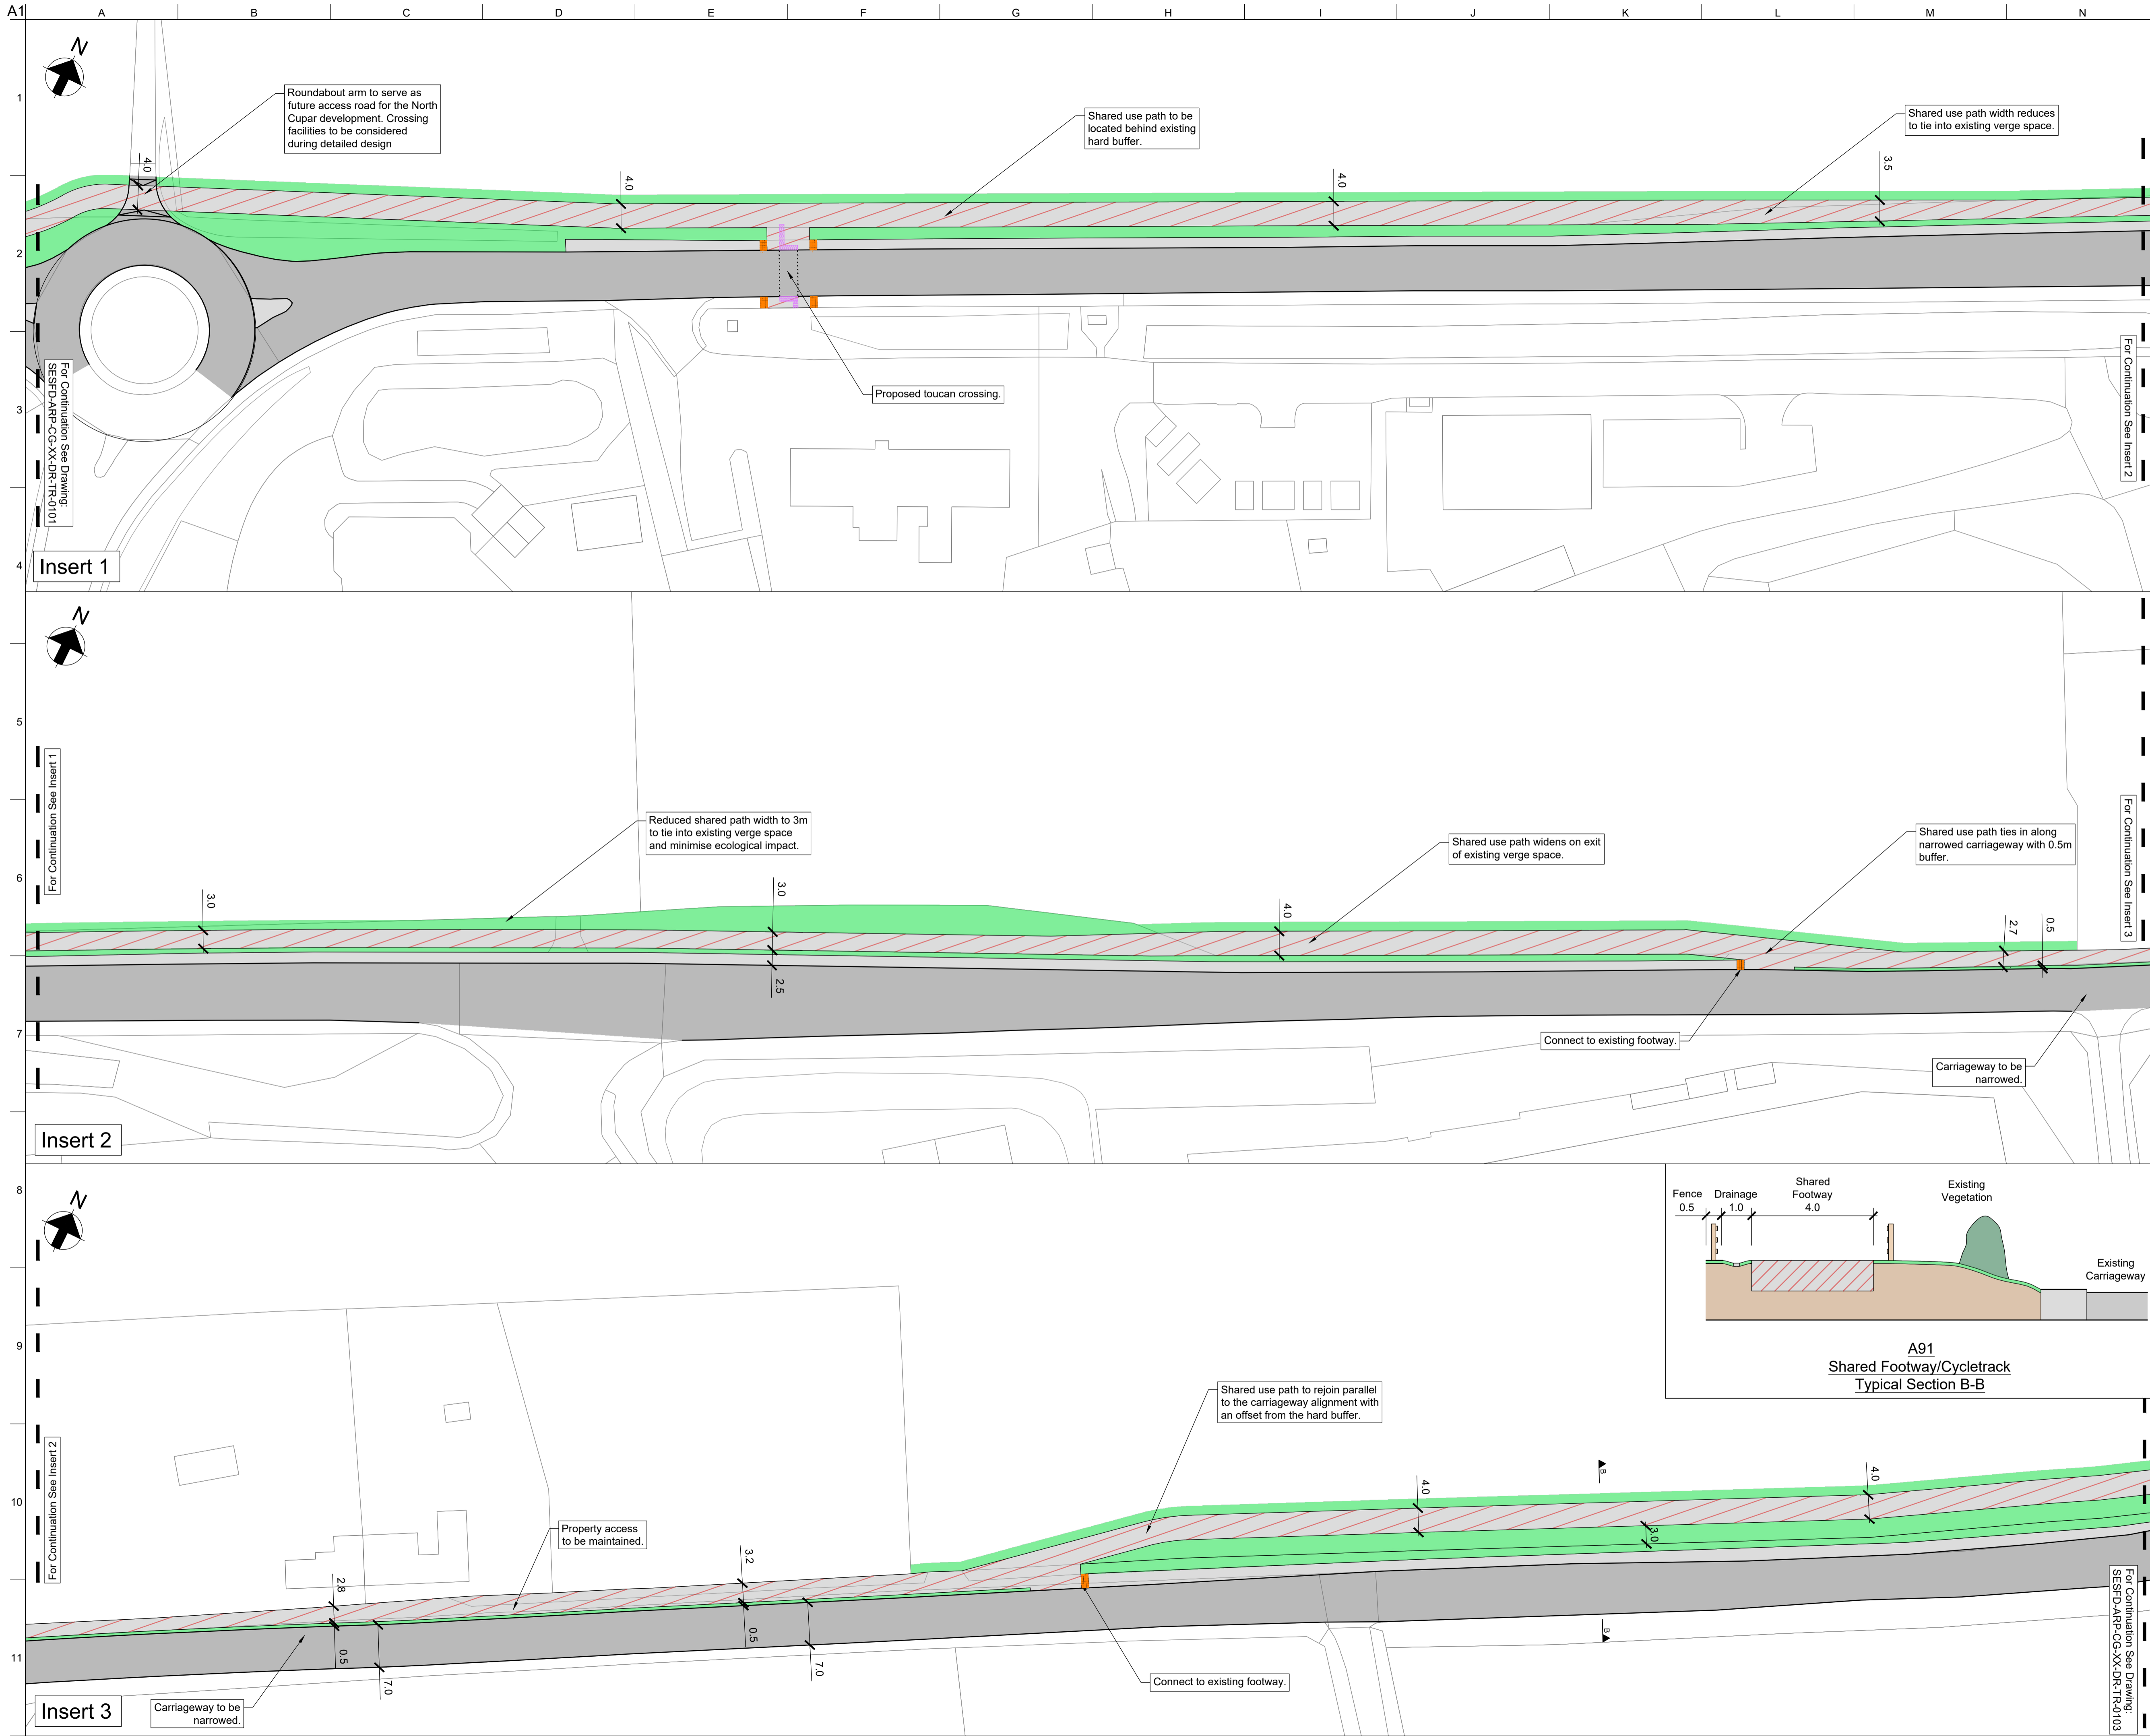 A1
A
B
C
D
E
F
G
H
I
J
K
L
M
N
1
2
3
4
5
6
7
8
9
10
11
N
Roundabout arm to serve as
future access road for the North
Cupar development. Crossing
facilities to be considered
during detailed design
Shared use path to be
located behind existing
hard buffer.
Shared use path width reduces
to tie into existing verge space.
4.0
4.0
4.0
3.5
Proposed toucan crossing.
For Continuation See Drawing:
SESFD-ARP-CG-XX-DR-TR-0101
For Continuation See Insert 2
Insert 1
N
For Continuation See Insert 1
Reduced shared path width to 3m
to tie into existing verge space
and minimise ecological impact.
Shared use path widens on exit
of existing verge space.
Shared use path ties in along
narrowed carriageway with 0.5m
buffer.
For Continuation See Insert 3
3.0
3.0
2.5
4.0
2.7
0.5
Connect to existing footway.
Carriageway to be
narrowed.
Insert 2
N
Fence
0.5
Drainage
1.0
Shared
Footway
4.0
Existing
Vegetation
Existing
Carriageway
A91
Shared Footway/Cycletrack
Typical Section B-B
Shared use path to rejoin parallel
to the carriageway alignment with
an offset from the hard buffer.
For Continuation See Insert 2
Property access
to be maintained.
2.8
0.5
7.0
3.2
0.5
7.0
4.0
B
3.0
4.0
B
Connect to existing footway.
Carriageway to be
narrowed.
For Continuation See Drawing:
SESFD-ARP-CG-XX-DR-TR-0103
Insert 3